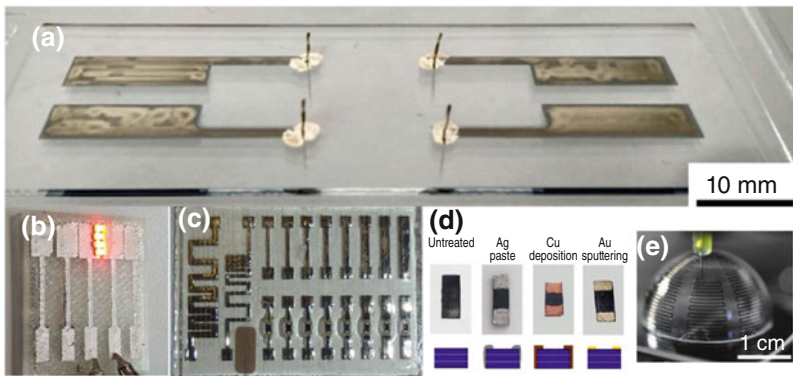 (a)
10 mm
(b)
(c)
(d)
Untreated
Ag
paste
Cu
deposition
Au
sputtering
(e)
1 cm